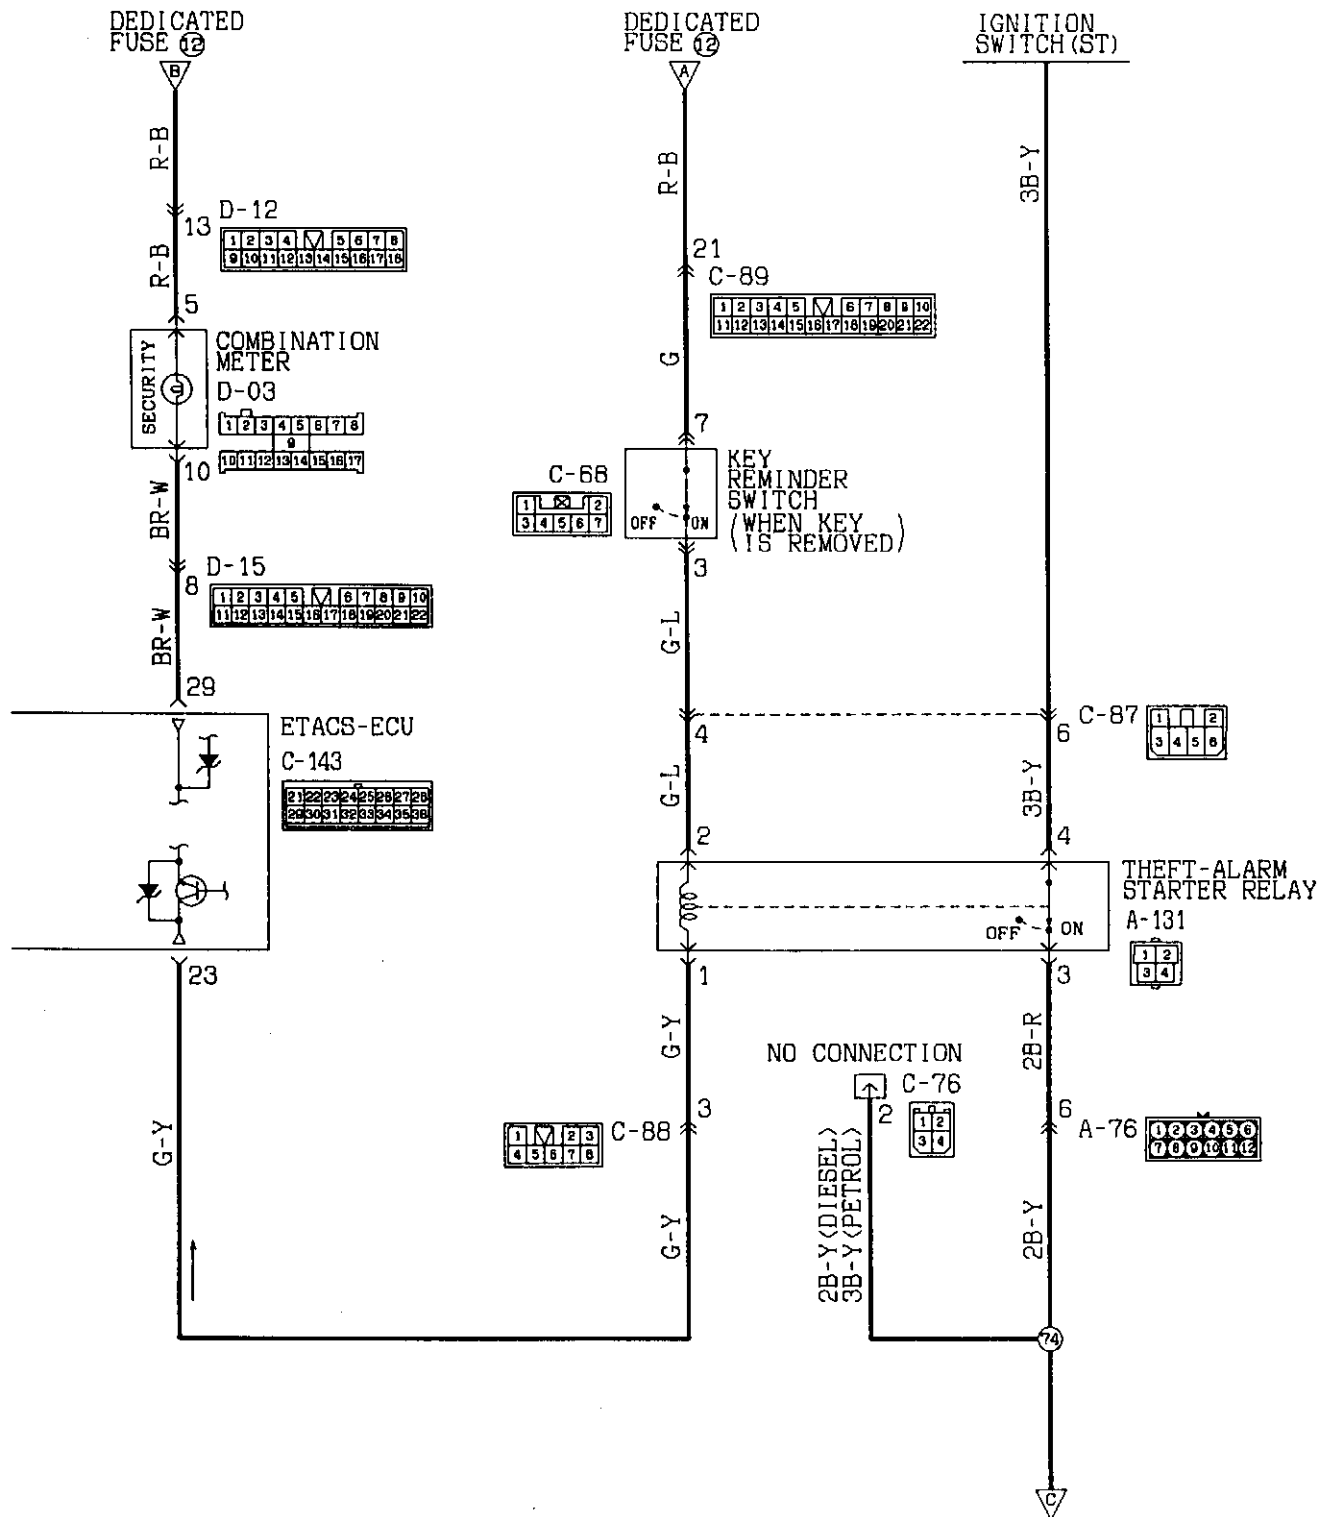 DEDICATED
FUSE 12
B
R-B
13
D-12
1 2 3 4 5 6 7 8
9 10 11 12 13 14 15 16 17 18
R-B
5
SECURITY
COMBINATION
METER
D-03
1 2 3 4 5 6 7 8
9
10 11 12 13 14 15 16 17
10
BR-W
8
D-15
1 2 3 4 5 6 7 8 9 10
11 12 13 14 15 16 17 18 19 20 21 22
BR-W
29
ETACS-ECU
C-143
21 22 23 24 25 26 27 28
29 30 31 32 33 34 35 36
23
G-Y
DEDICATED
FUSE 12
A
R-B
21
C-89
1 2 3 4 5 6 7 8 9 10
11 12 13 14 15 16 17 18 19 20 21 22
G
7
C-68
1 2
3 4 5 6 7
OFF
ON
KEY
REMINDER
SWITCH
(WHEN KEY
IS REMOVED)
3
G-L
4
G-L
2
1
G-Y
3
C-88
1 2 3
4 5 6 7 8
G-Y
IGNITION
SWITCH(ST)
3B-Y
6
C-87
1 2
3 4 5 6
3B-Y
4
THEFT-ALARM
STARTER RELAY
A-131
1 2
3 4
OFF
ON
3
2B-R
NO CONNECTION
2
C-76
1 2
3 4
2B-Y<DIESEL>
3B-Y<PETROL>
6
A-76
1 2 3 4 5 6
7 8 9 10 11 12
2B-Y
74
C